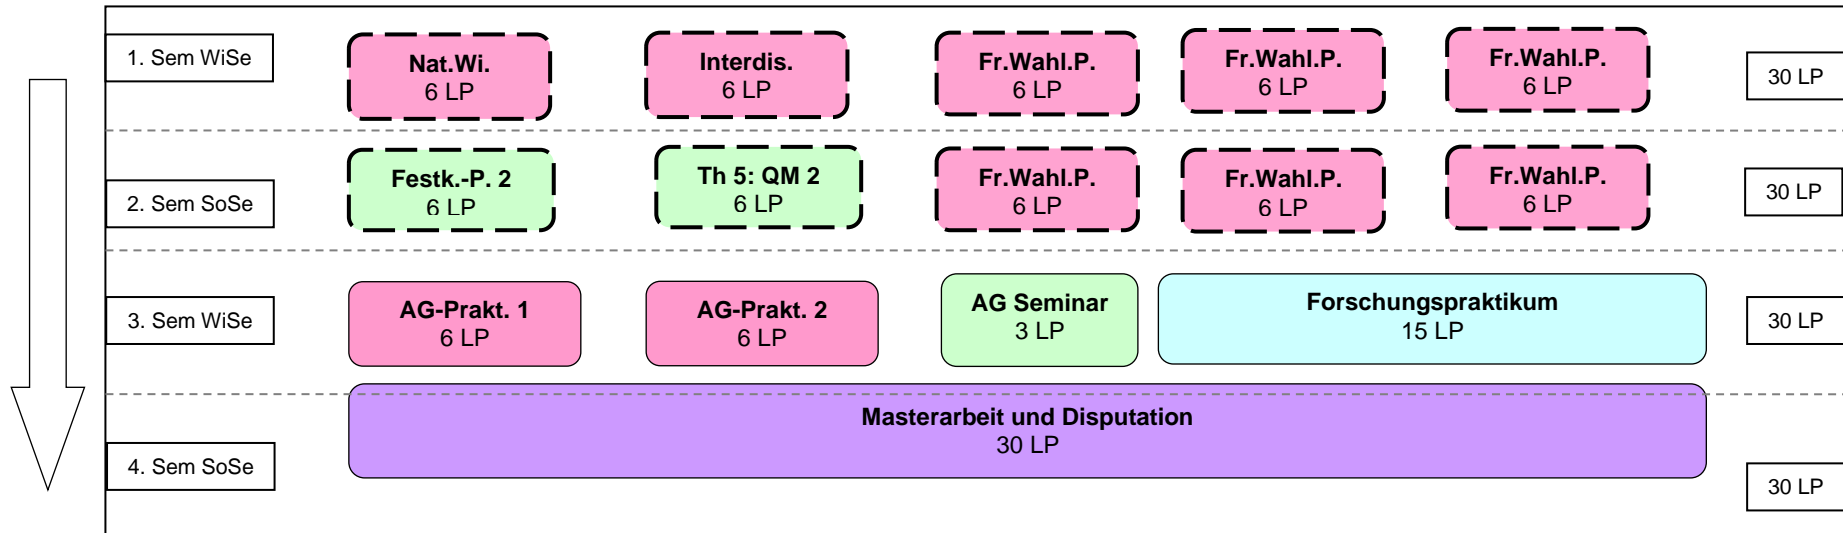 1. Sem WiSe
Nat.Wi.
6 LP
Interdis.
6 LP
Fr.Wahl.P.
6 LP
Fr.Wahl.P.
6 LP
Fr.Wahl.P.
6 LP
30 LP
2. Sem SoSe
Festk.-P. 2
6 LP
Th 5: QM 2
6 LP
Fr.Wahl.P.
6 LP
Fr.Wahl.P.
6 LP
Fr.Wahl.P.
6 LP
30 LP
3. Sem WiSe
AG-Prakt. 1
6 LP
AG-Prakt. 2
6 LP
AG Seminar
3 LP
Forschungspraktikum
15 LP
30 LP
4. Sem SoSe
Masterarbeit und Disputation
30 LP
30 LP